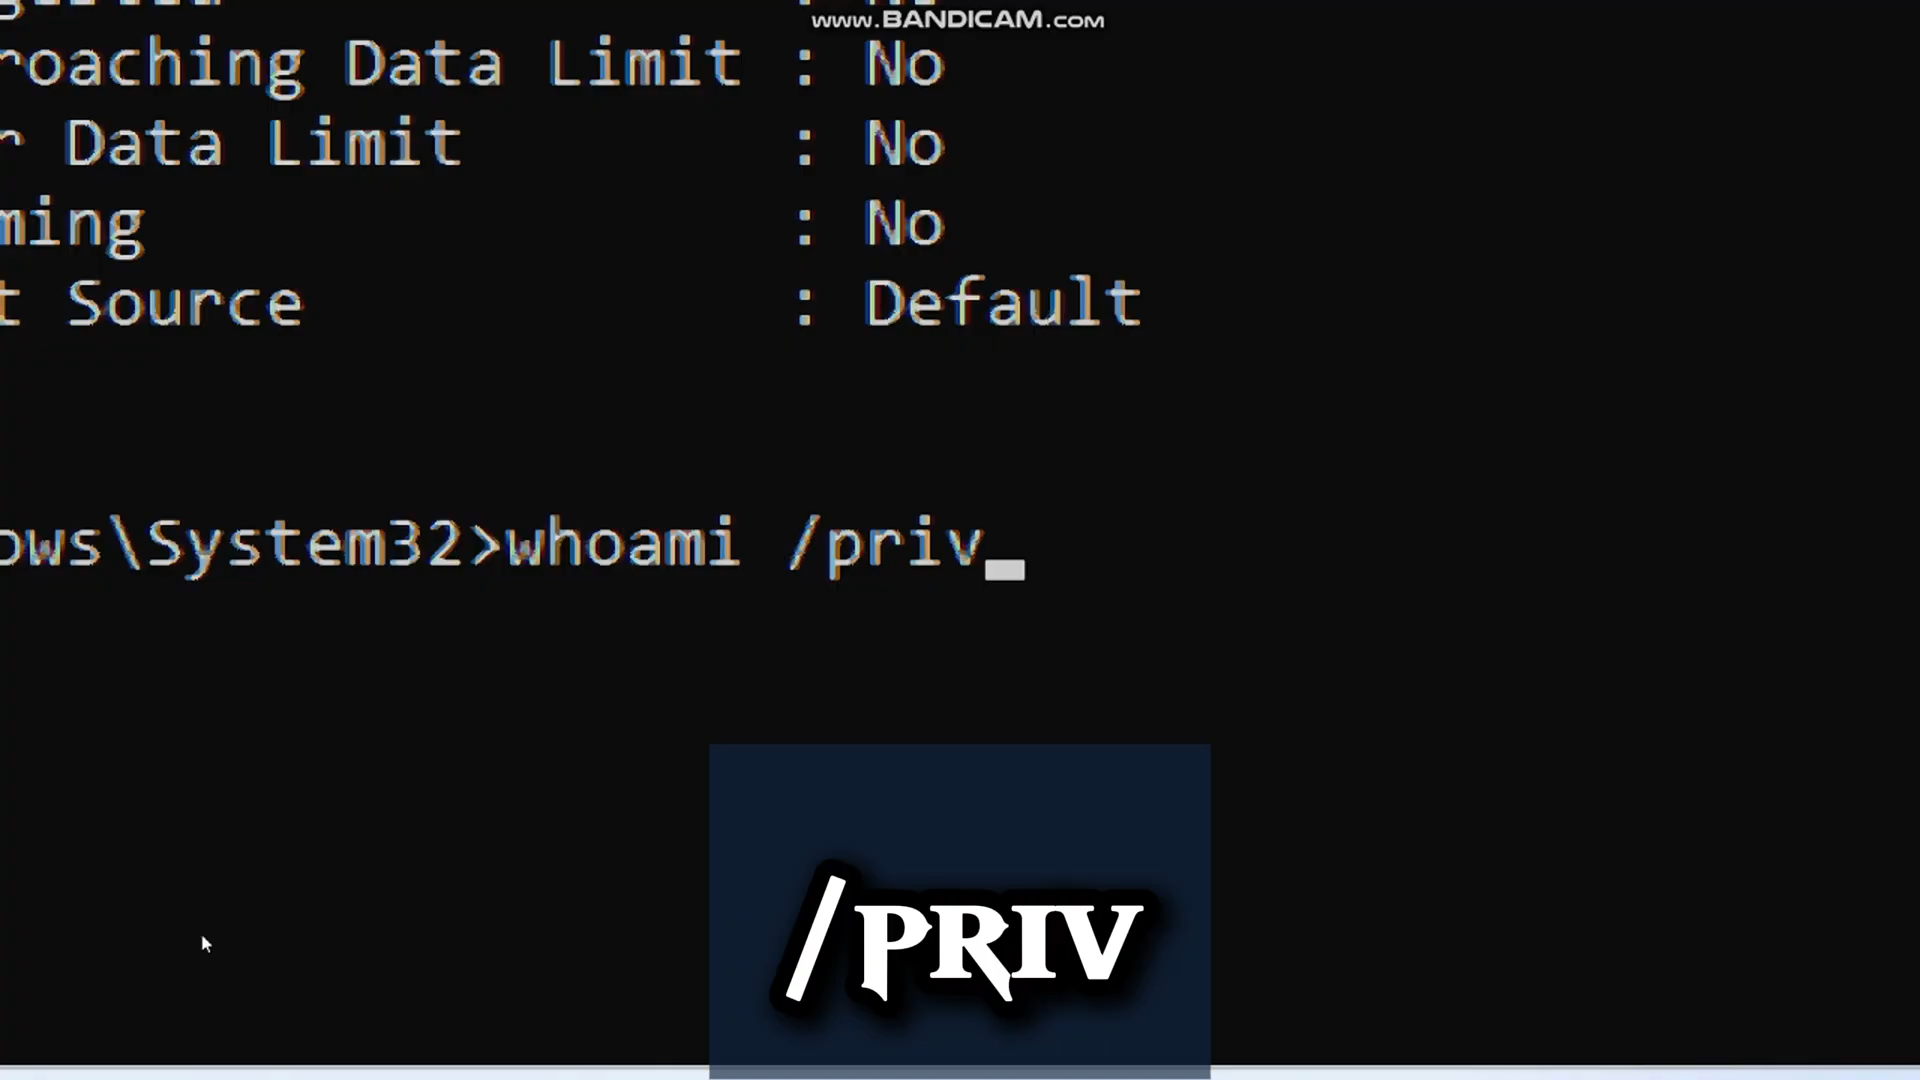 www.BANDICAM.com
roaching Data Limit : No
Data Limit : No
ming : No
t Source : Default
ows\System32>whoami /priv
/PRIV